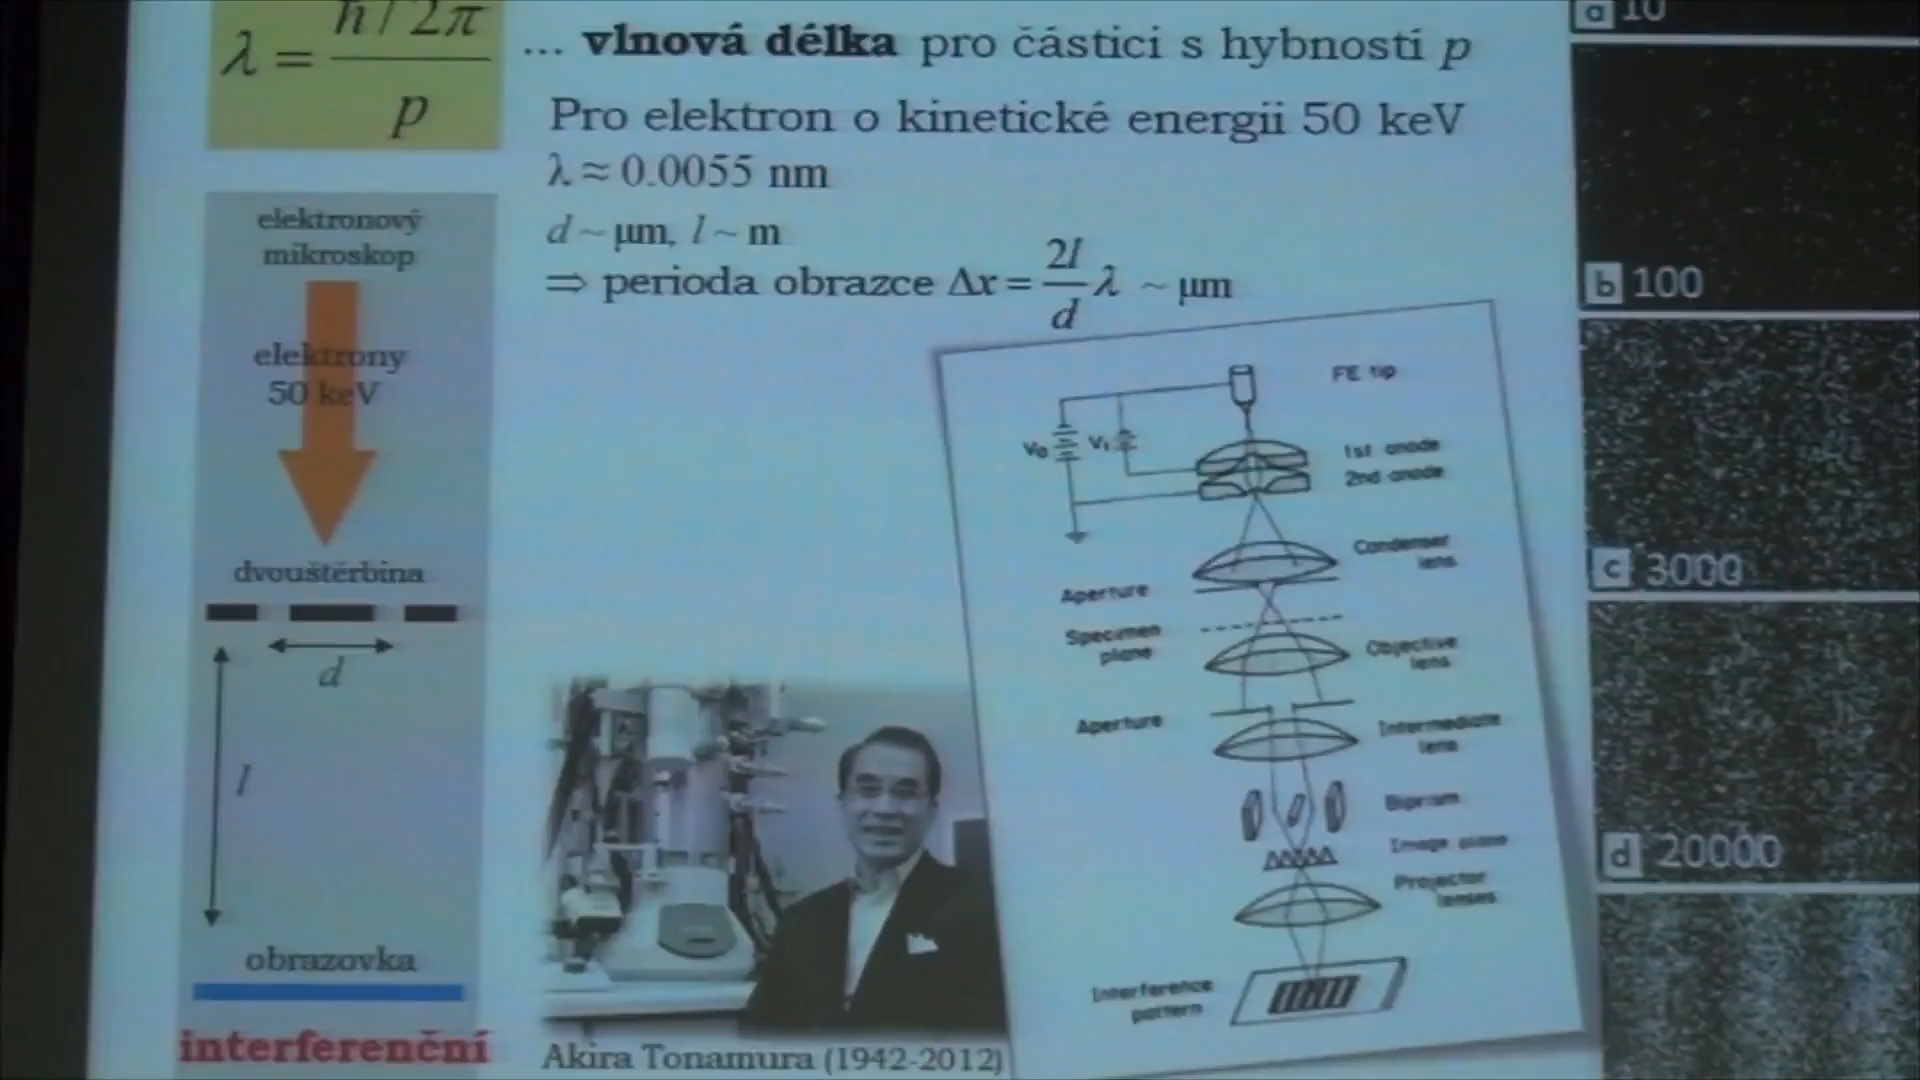 λ = h / 2π / p
... vlnová délka pro částici s hybností p
Pro elektron o kinetické energii 50 keV
λ ≈ 0.0055 nm
d ~ μm, l ~ m
⇒ perioda obrazce Δx = 2l/d λ ~ μm
elektronový
mikroskop
elektrony
50 keV
dvouštěrbina
d
l
obrazovka
interferenční
Akira Tonamura (1942-2012)
FE tip
V₀
V₁
1st anode
2nd anode
Condenser
lens
Aperture
Specimen
plane
Objective
lens
Aperture
Intermediate
lens
Biprism
Image plane
Projector
lenses
Interference
pattern
a 10
b 100
c 3000
d 20000